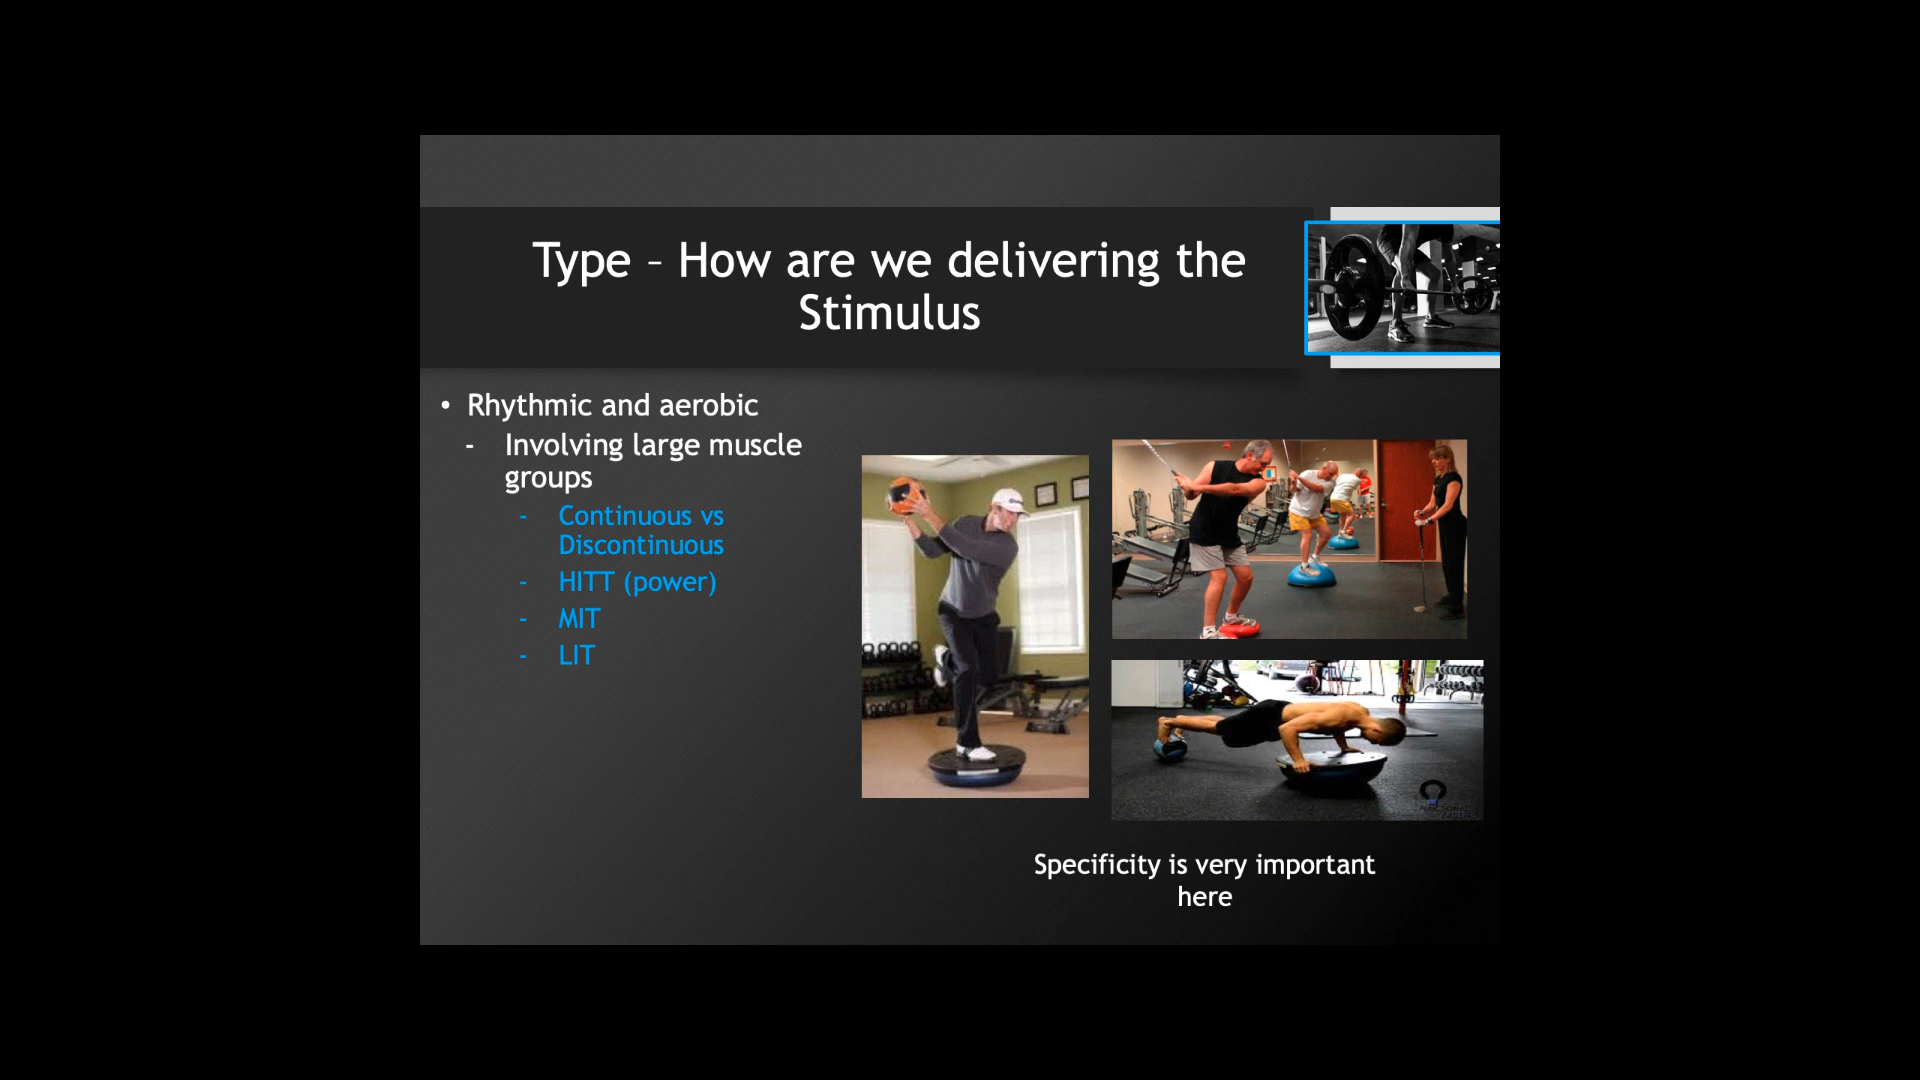 Type – How are we delivering the
Stimulus
• Rhythmic and aerobic
- Involving large muscle
groups
- Continuous vs
Discontinuous
- HITT (power)
- MIT
- LIT
Specificity is very important
here